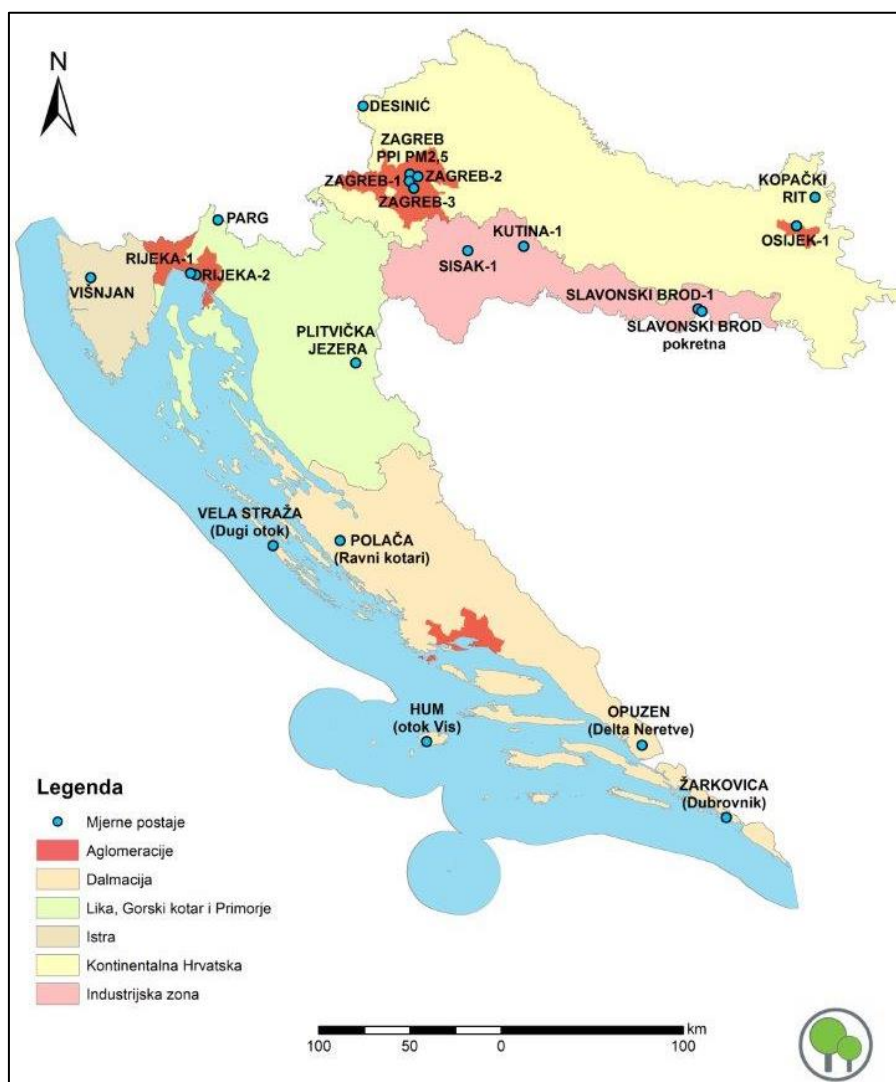 N
DESINIĆ
ZAGREB
PPI PM2,5
ZAGREB-1
ZAGREB-2
ZAGREB-3
KOPAČKI
RIT
PARG
OSIJEK-1
KUTINA-1
SISAK-1
RIJEKA-1
RIJEKA-2
VIŠNJAN
SLAVONSKI BROD-1
SLAVONSKI BROD
pokretna
PLITVIČKA
JEZERA
VELA STRAŽA
(Dugi otok)
POLAČA
(Ravni kotari)
HUM
(otok Vis)
OPUZEN
(Delta Neretve)
ŽARKOVICA
(Dubrovnik)
Legenda
Mjerne postaje
Aglomeracije
Dalmacija
Lika, Gorski kotar i Primorje
Istra
Kontinentalna Hrvatska
Industrijska zona
km
100 50 0 100